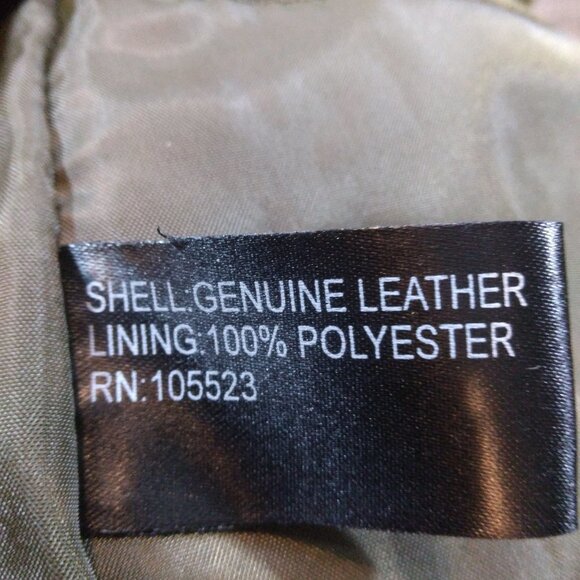 SHELL:GENUINE LEATHER
LINING:100% POLYESTER
RN:105523